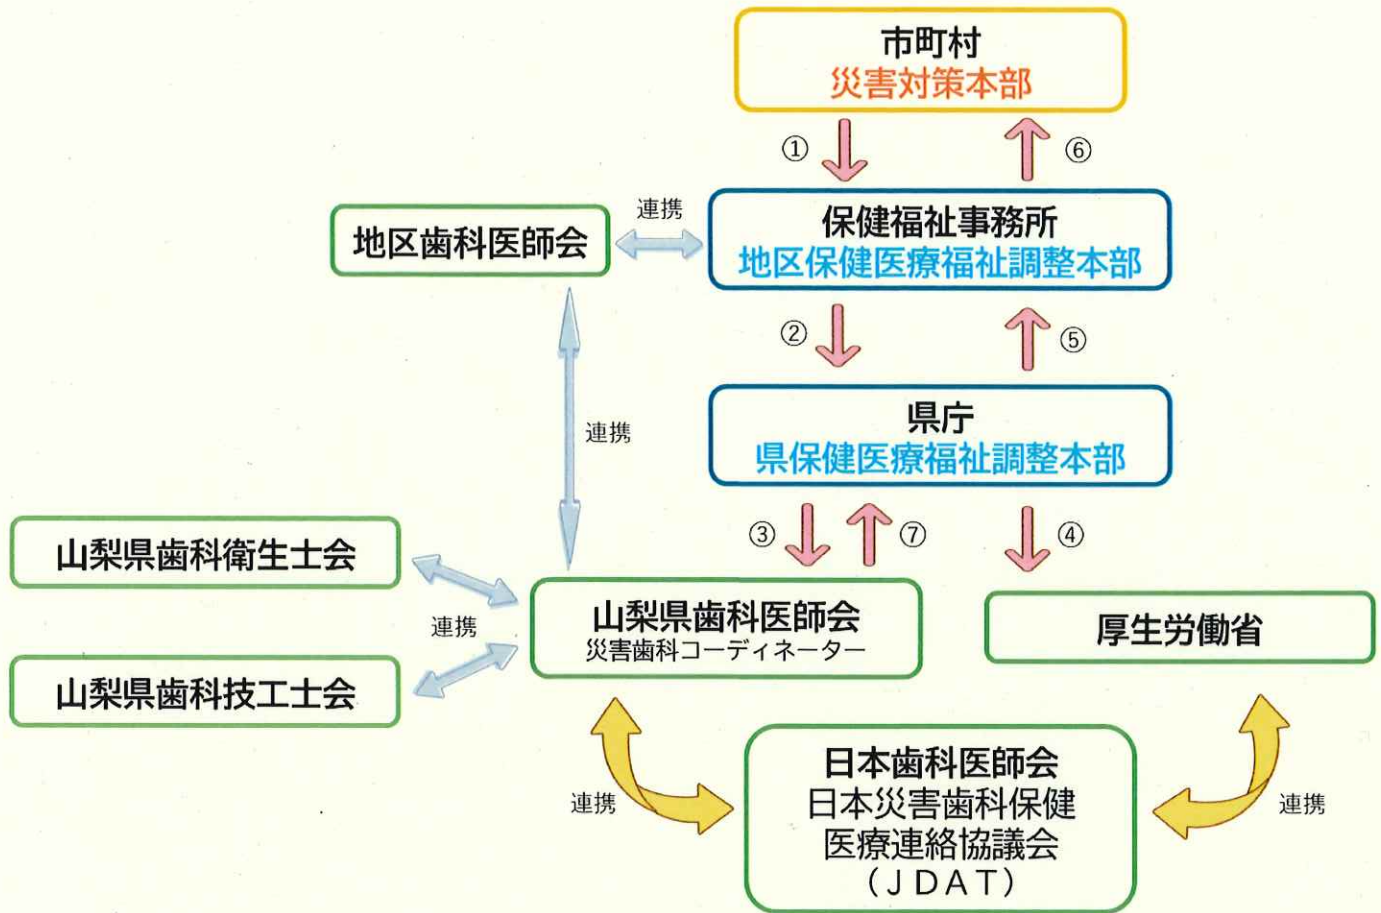 市町村
災害対策本部
①
⑥
地区歯科医師会
連携
保健福祉事務所
地区保健医療福祉調整本部
②
⑤
連携
県庁
県保健医療福祉調整本部
③
⑦
④
山梨県歯科衛生士会
連携
山梨県歯科技工士会
山梨県歯科医師会
災害歯科コーディネーター
厚生労働省
連携
日本歯科医師会
日本災害歯科保健
医療連絡協議会
(JDAT)
連携